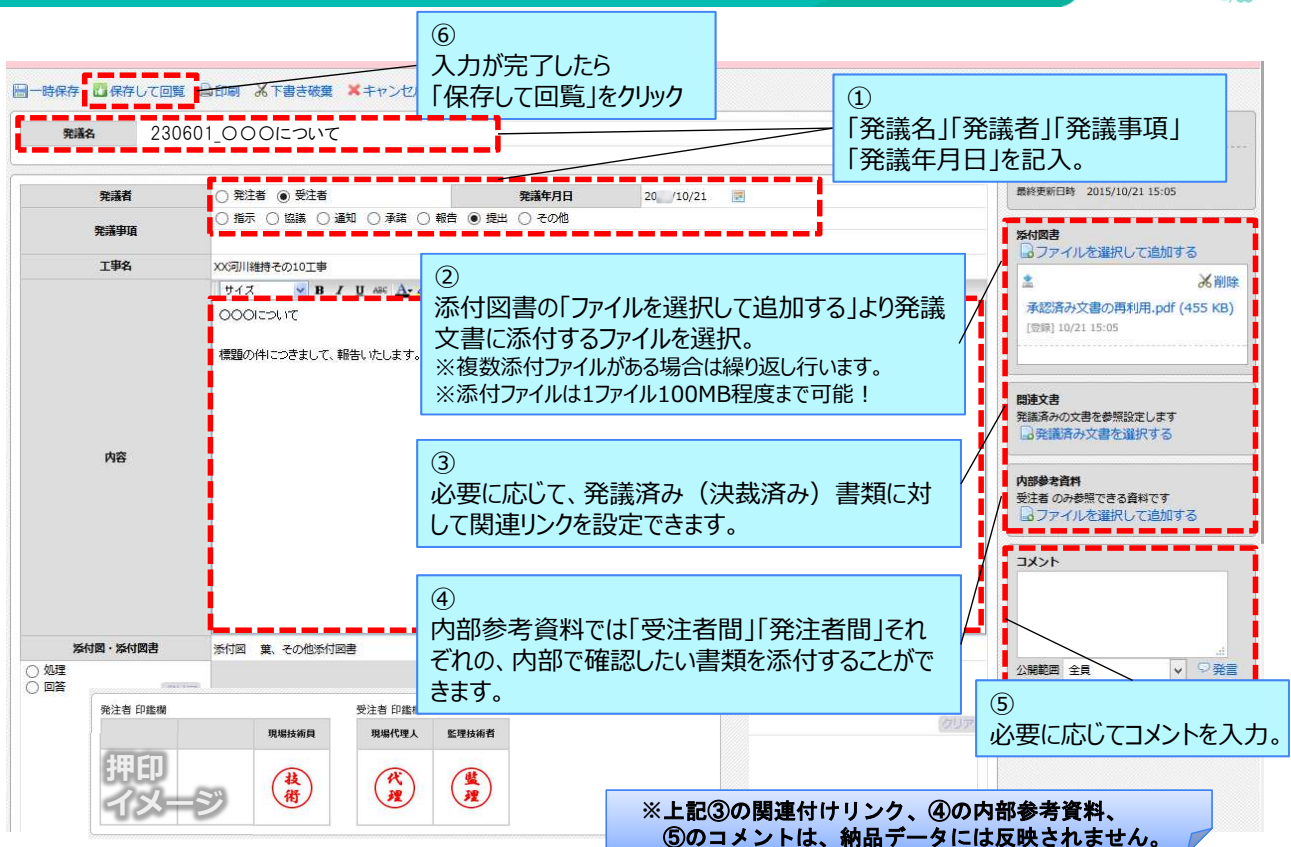 ⑥
入力が完了したら
「保存して回覧」をクリック
一時保存 保存して回覧 印刷 下書き破棄 キャンセル
①
「発議名」「発議者」「発議事項」
「発議年月日」を記入。
発議名 230601_〇〇〇について
最終更新日時 2015/10/21 15:05
発議者 発注者 受注者 発議年月日 20 /10/21
発議事項 指示 協議 通知 承諾 報告 提出 その他
工事名 XX河川維持その10工事
サイズ B I U ABC A
内容
〇〇〇について
標題の件につきまして、報告いたします。
②
添付図書の「ファイルを選択して追加する」より発議
文書に添付するファイルを選択。
※複数添付ファイルがある場合は繰り返し行います。
※添付ファイルは1ファイル100MB程度まで可能！
添付図書
ファイルを選択して追加する
削除
承認済み文書の再利用.pdf (455 KB)
[登録] 10/21 15:05
③
必要に応じて、発議済み（決裁済み）書類に対
して関連リンクを設定できます。
関連文書
発議済みの文書を参照設定します
発議済み文書を選択する
内部参考資料
受注者 のみ参照できる資料です
ファイルを選択して追加する
④
内部参考資料では「受注者間」「発注者間」それ
ぞれの、内部で確認したい書類を添付することがで
きます。
コメント
公開範囲 全員 発言
⑤
必要に応じてコメントを入力。
添付図・添付図書 添付図 葉、その他添付図書
処理
回答
クリア
発注者 印鑑欄 受注者 印鑑欄
現場技術員 現場代理人 監理技術者
押印
イメージ
技術 代理 監理
※上記③の関連付けリンク、④の内部参考資料、
⑤のコメントは、納品データには反映されません。